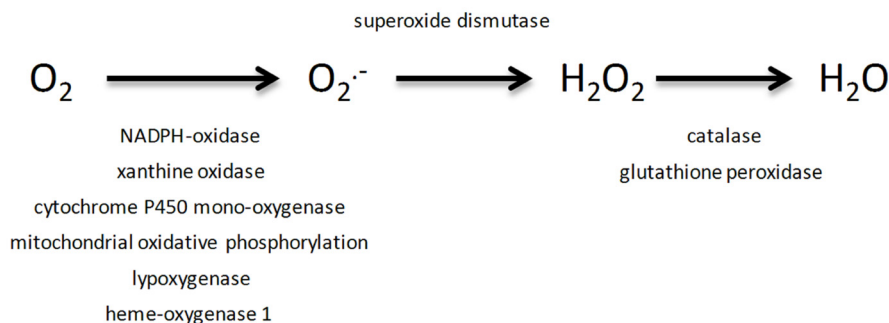 superoxide dismutase
O₂ O₂·- H₂O₂ H₂O
NADPH-oxidase
xanthine oxidase
cytochrome P450 mono-oxygenase
mitochondrial oxidative phosphorylation
lypoxygenase
heme-oxygenase 1
catalase
glutathione peroxidase